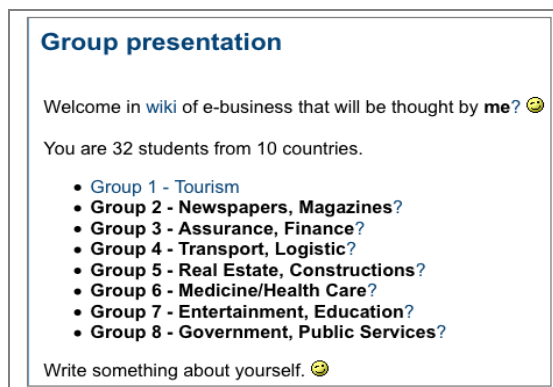 Group presentation
Welcome in wiki of e-business that will be thought by me?
You are 32 students from 10 countries.
• Group 1 - Tourism
• Group 2 - Newspapers, Magazines?
• Group 3 - Assurance, Finance?
• Group 4 - Transport, Logistic?
• Group 5 - Real Estate, Constructions?
• Group 6 - Medicine/Health Care?
• Group 7 - Entertainment, Education?
• Group 8 - Government, Public Services?
Write something about yourself.